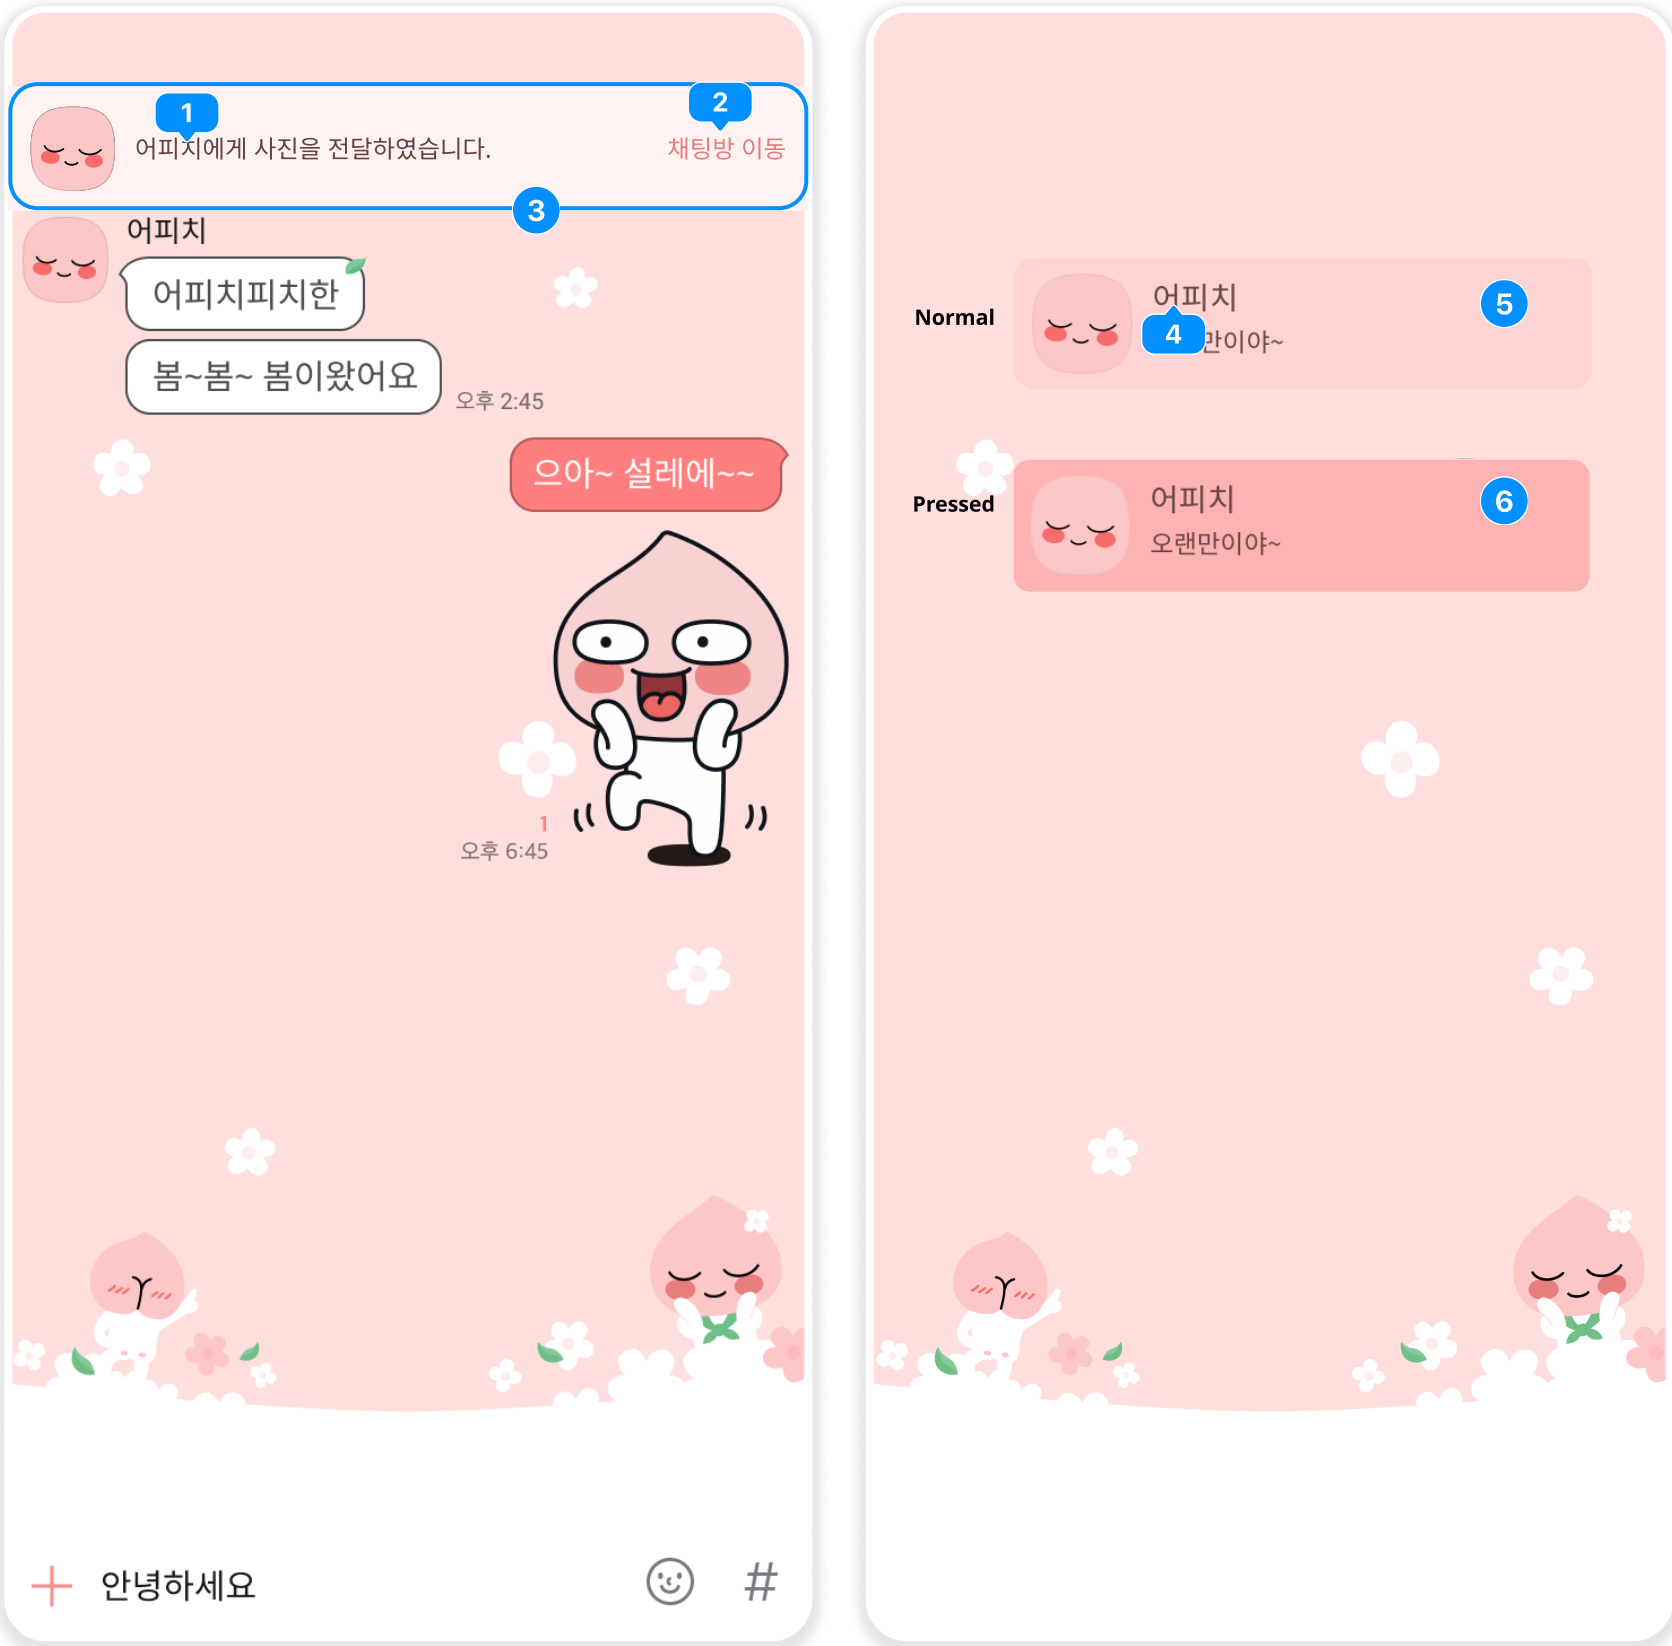 1
2
어피치에게 사진을 전달하였습니다.
채팅방 이동
3
어피치
어피치피치한
봄~봄~ 봄이왔어요
오후 2:45
으아~ 설레에~~
1
오후 6:45
안녕하세요
#
Normal
어피치
5
4
만이야~
Pressed
어피치
6
오랜만이야~